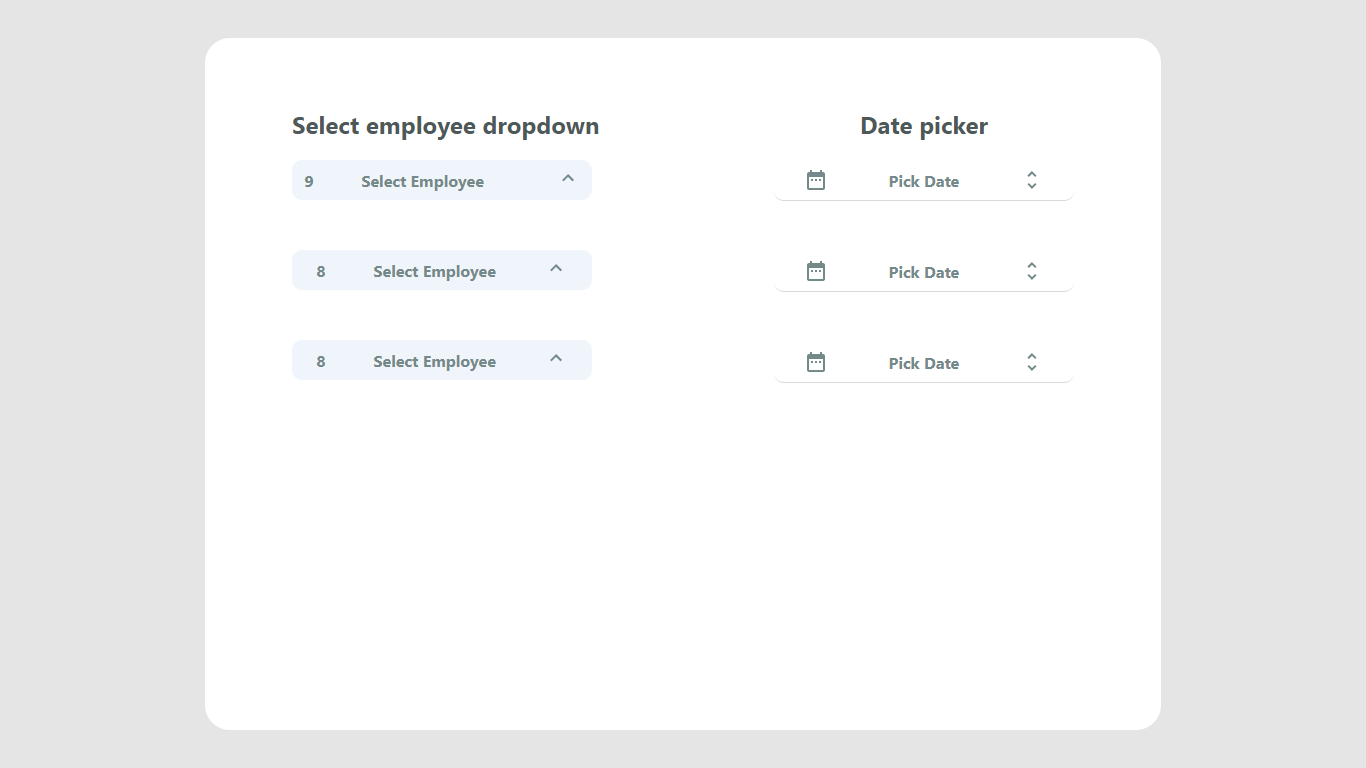 Select employee dropdown
Date picker
9 Select Employee
Pick Date
8 Select Employee
Pick Date
8 Select Employee
Pick Date